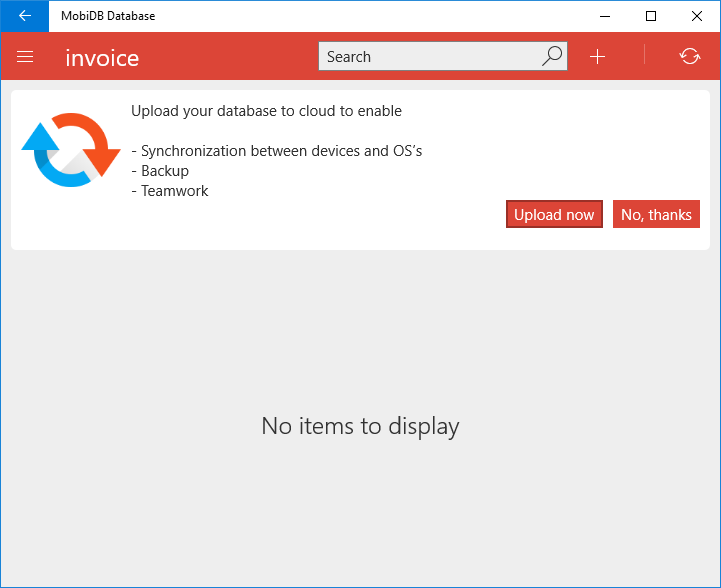 MobiDB Database
invoice
Search
Upload your database to cloud to enable
- Synchronization between devices and OS's
- Backup
- Teamwork
Upload now
No, thanks
No items to display